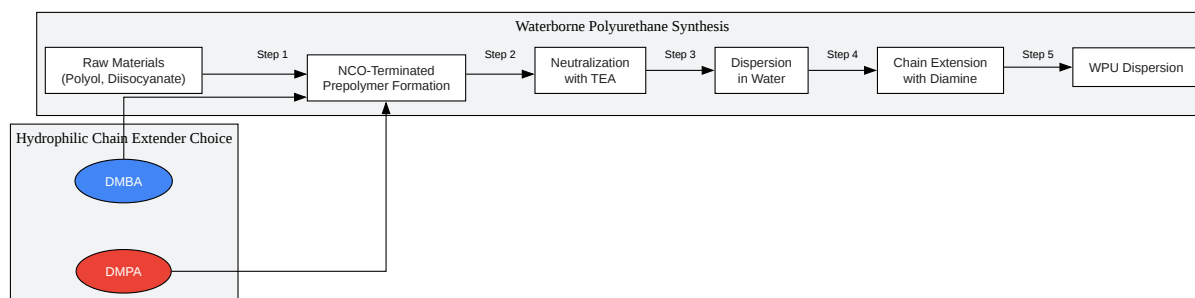 Waterborne Polyurethane Synthesis
Raw Materials
(Polyol, Diisocyanate)
Step 1
NCO-Terminated
Prepolymer Formation
Step 2
Neutralization
with TEA
Step 3
Dispersion
in Water
Step 4
Chain Extension
with Diamine
Step 5
WPU Dispersion
Hydrophilic Chain Extender Choice
DMBA
DMPA